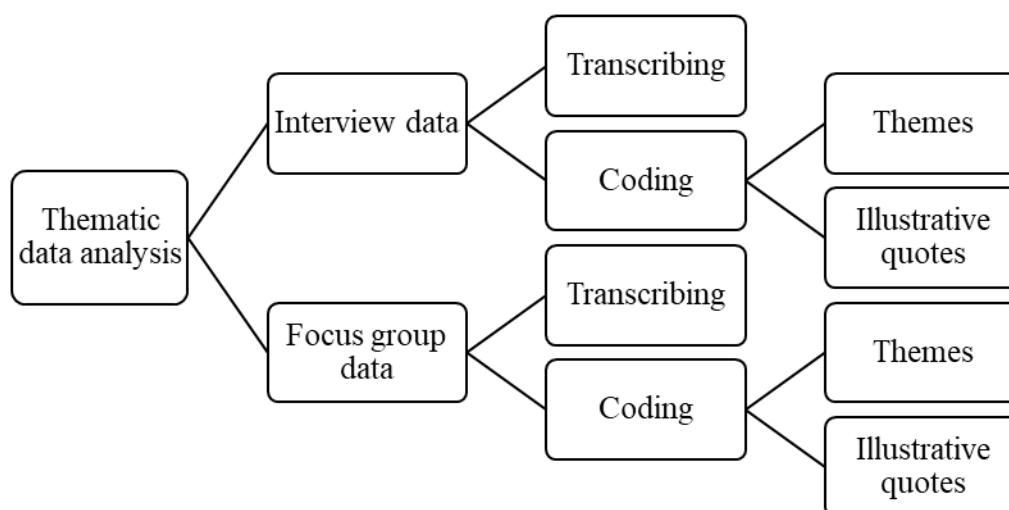 Thematic
data analysis
Interview data
Transcribing
Coding
Themes
Illustrative
quotes
Focus group
data
Transcribing
Coding
Themes
Illustrative
quotes